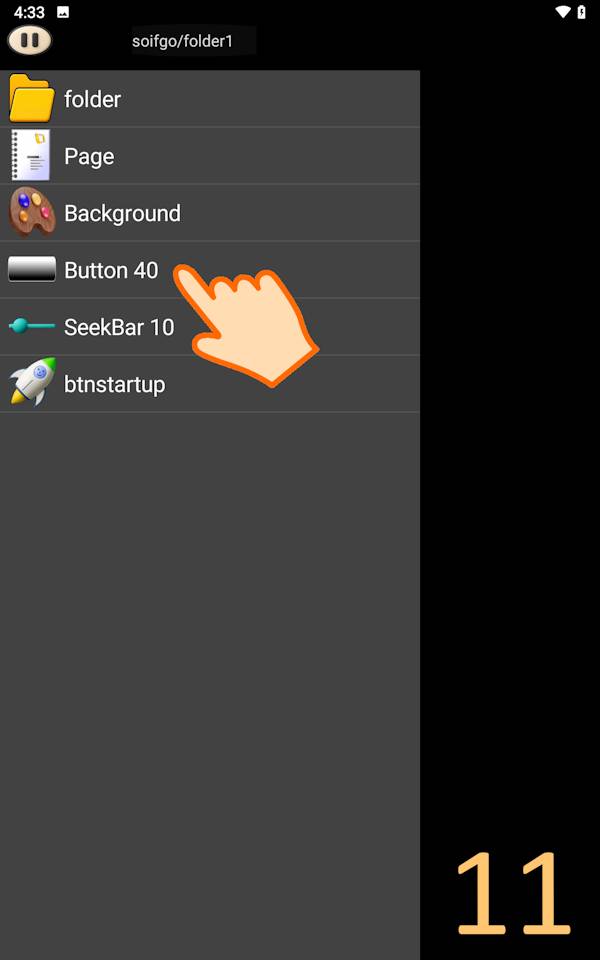 4:33
soifgo/folder1
folder
Page
Background
Button 40
SeekBar 10
btnstartup
11